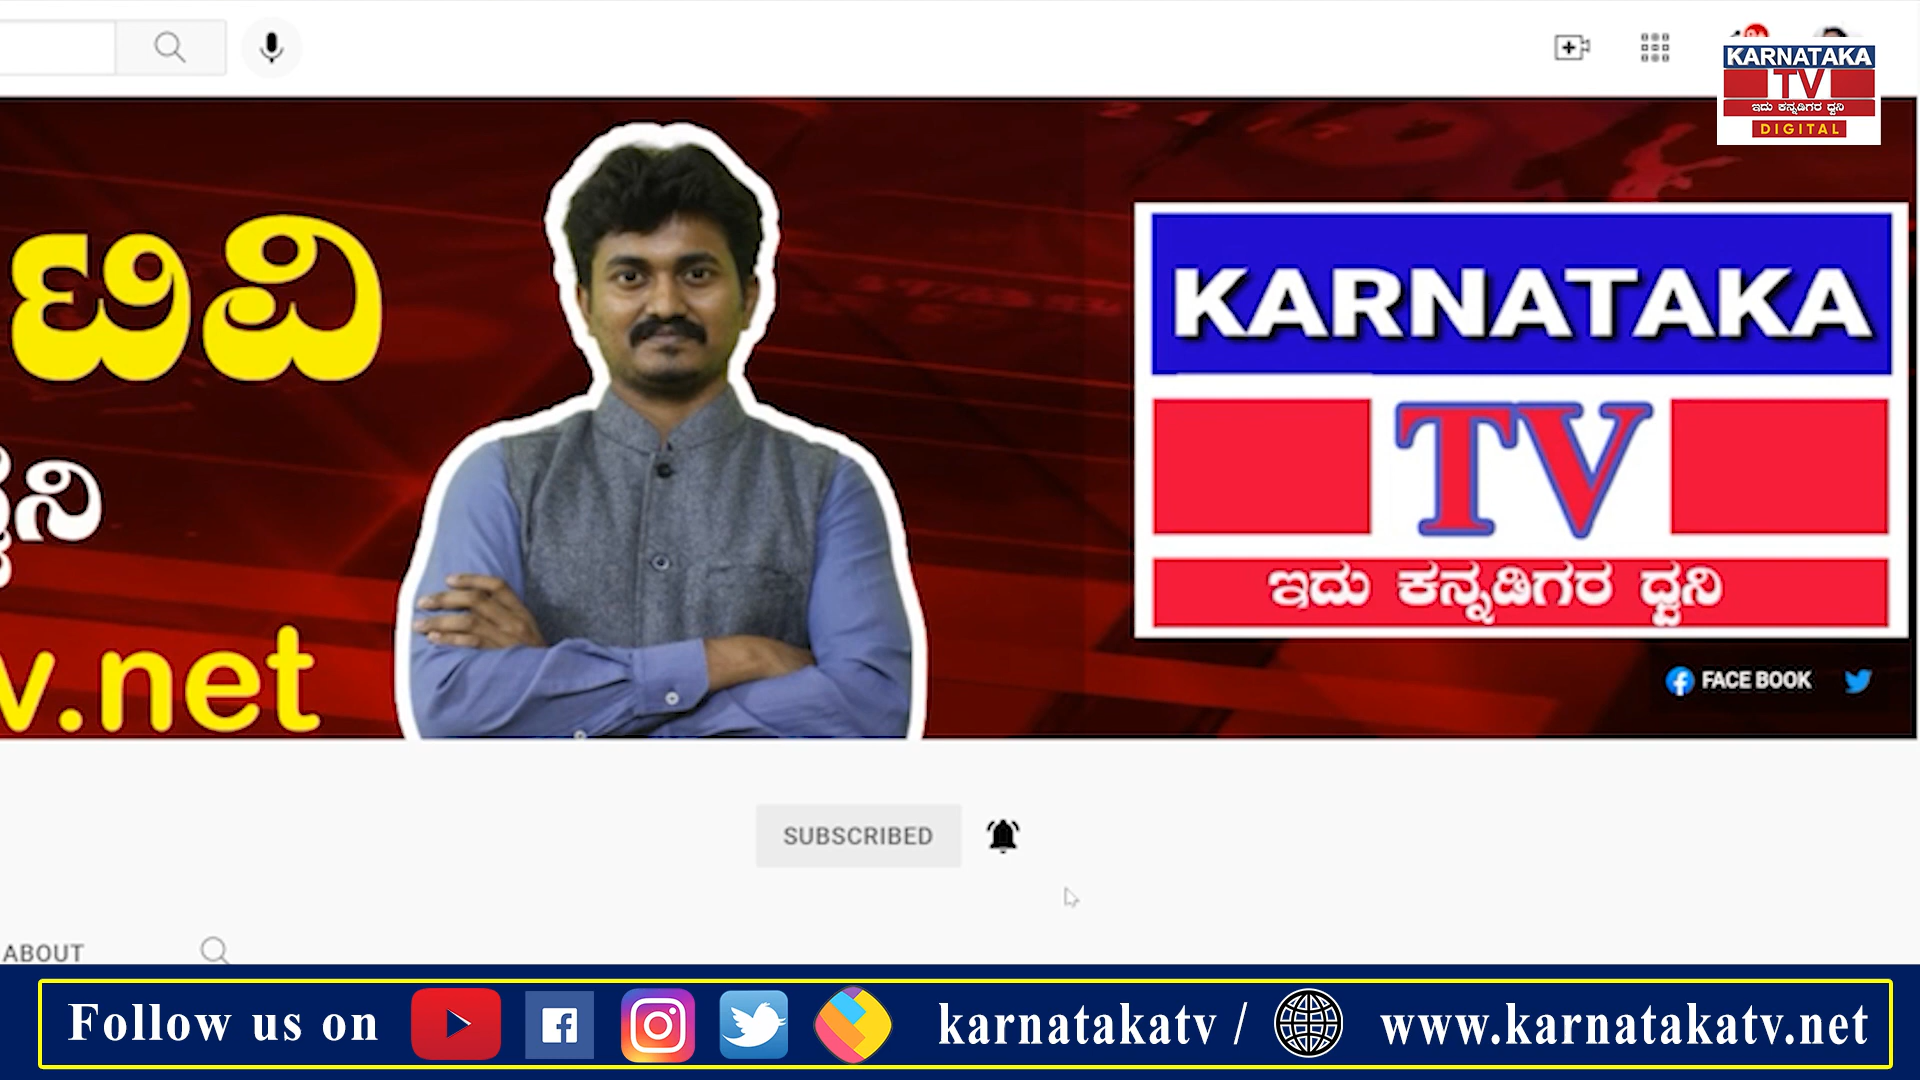 KARNATAKA
TV
ಇದು ಕನ್ನಡಿಗರ ಧ್ವನಿ
DIGITAL
ಟಿವಿ
KARNATAKA
TV
ಇದು ಕನ್ನಡಿಗರ ಧ್ವನಿ
v.net
FACE BOOK
SUBSCRIBED
ABOUT
Follow us on karnatakatv / www.karnatakatv.net